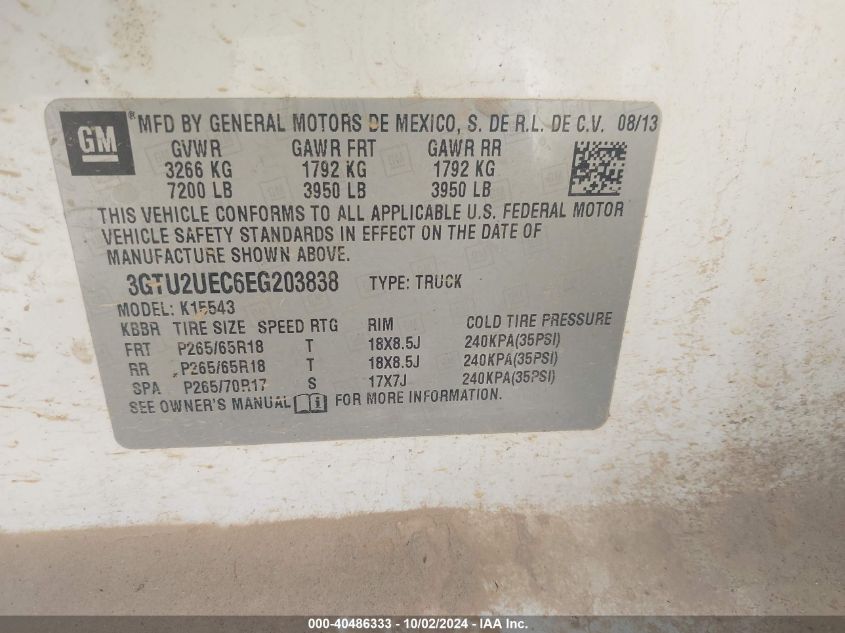 GM
® MFD BY GENERAL MOTORS DE MEXICO, S. DE R.L. DE C.V. 08/13
GVWR GAWR FRT GAWR RR
3266 KG 1792 KG 1792 KG
7200 LB 3950 LB 3950 LB
THIS VEHICLE CONFORMS TO ALL APPLICABLE U.S. FEDERAL MOTOR
VEHICLE SAFETY STANDARDS IN EFFECT ON THE DATE OF
MANUFACTURE SHOWN ABOVE.
3GTU2UEC6EG203838 TYPE: TRUCK
MODEL: K15543
KBBR TIRE SIZE SPEED RTG RIM COLD TIRE PRESSURE
FRT P265/65R18 T 18X8.5J 240KPA(35PSI)
RR P265/65R18 T 18X8.5J 240KPA(35PSI)
SPA P265/70R17 S 17X7J 240KPA(35PSI)
SEE OWNER'S MANUAL FOR MORE INFORMATION.
000-40486333 - 10/02/2024 - IAA Inc.